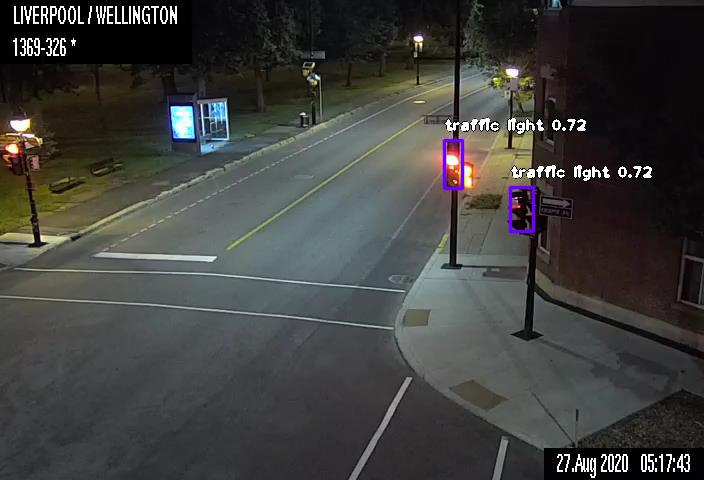 LIVERPOOL / WELLINGTON
1369-326 *
traffic light 0.72
traffic light 0.72
27.Aug 2020 05:17:43